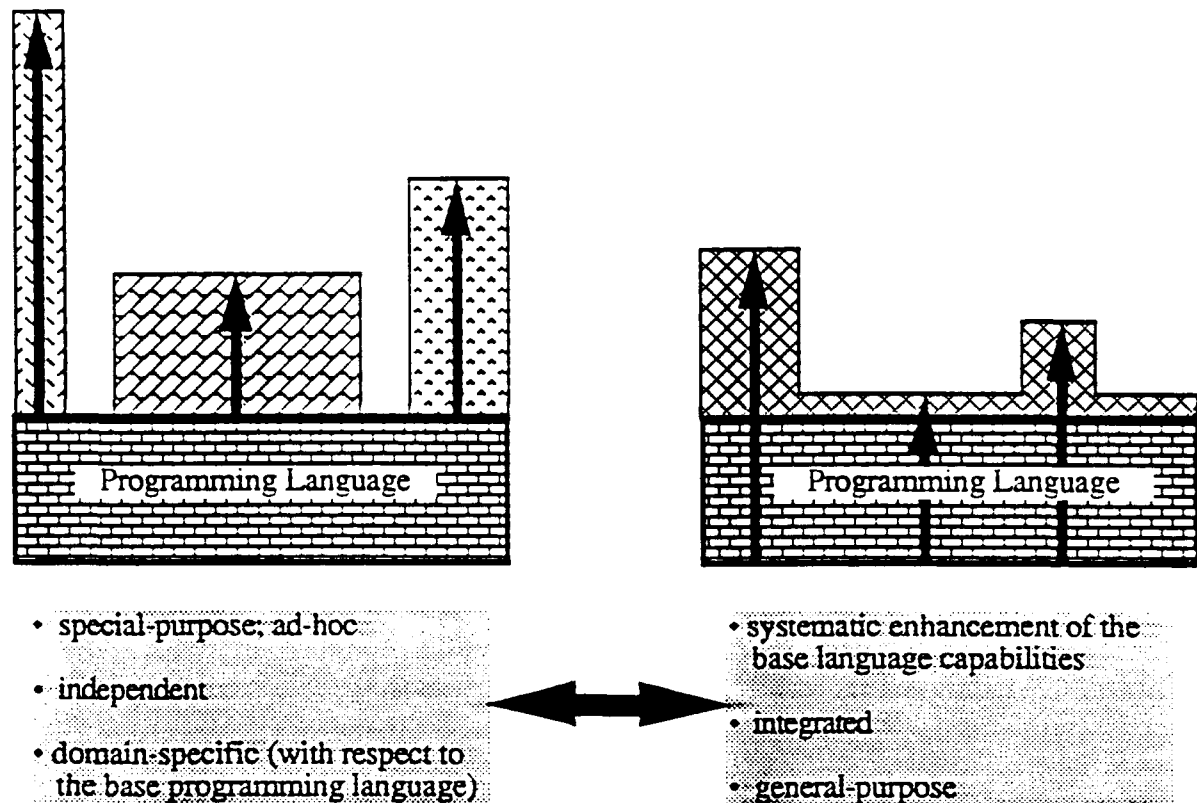 Programming Language
Programming Language
• special-purpose; ad-hoc
• independent
• domain-specific (with respect to
the base programming language)
• systematic enhancement of the
base language capabilities
• integrated
• general-purpose